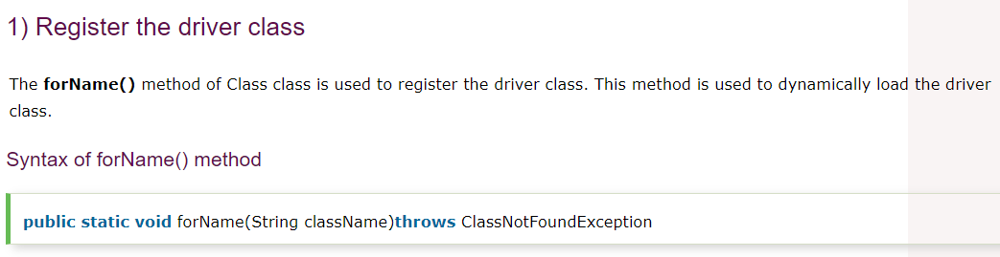 1) Register the driver class
The forName() method of Class class is used to register the driver class. This method is used to dynamically load the driver
class.
Syntax of forName() method
public static void forName(String className)throws ClassNotFoundException